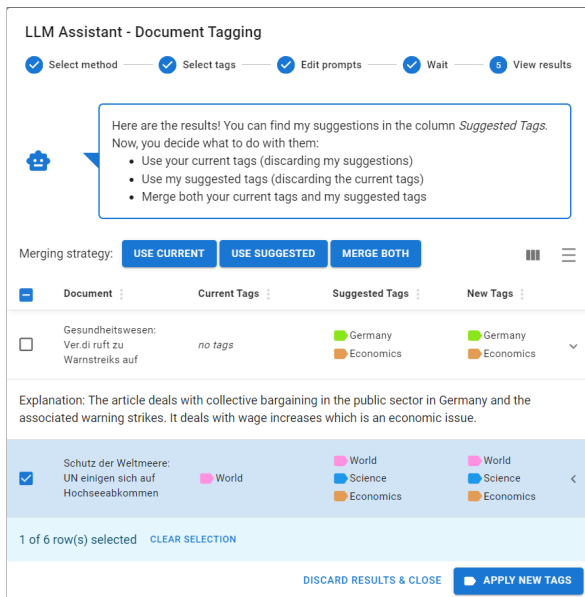 LLM Assistant - Document Tagging
Select method
Select tags
Edit prompts
Wait
5
View results
Here are the results! You can find my suggestions in the column Suggested Tags.
Now, you decide what to do with them:
• Use your current tags (discarding my suggestions)
• Use my suggested tags (discarding the current tags)
• Merge both your current tags and my suggested tags
Merging strategy:
USE CURRENT
USE SUGGESTED
MERGE BOTH
Document
Current Tags
Suggested Tags
New Tags
Gesundheitswesen:
Ver.di ruft zu
Warnstreiks auf
no tags
Germany
Economics
Germany
Economics
Explanation: The article deals with collective bargaining in the public sector in Germany and the
associated warning strikes. It deals with wage increases which is an economic issue.
Schutz der Weltmeere:
UN einigen sich auf
Hochseeabkommen
World
World
Science
Economics
World
Science
Economics
1 of 6 row(s) selected
CLEAR SELECTION
DISCARD RESULTS & CLOSE
APPLY NEW TAGS